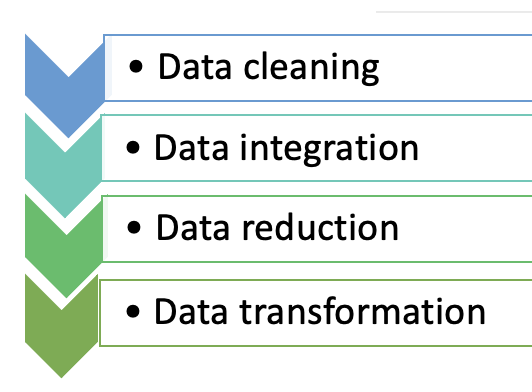 • Data cleaning
• Data integration
• Data reduction
• Data transformation